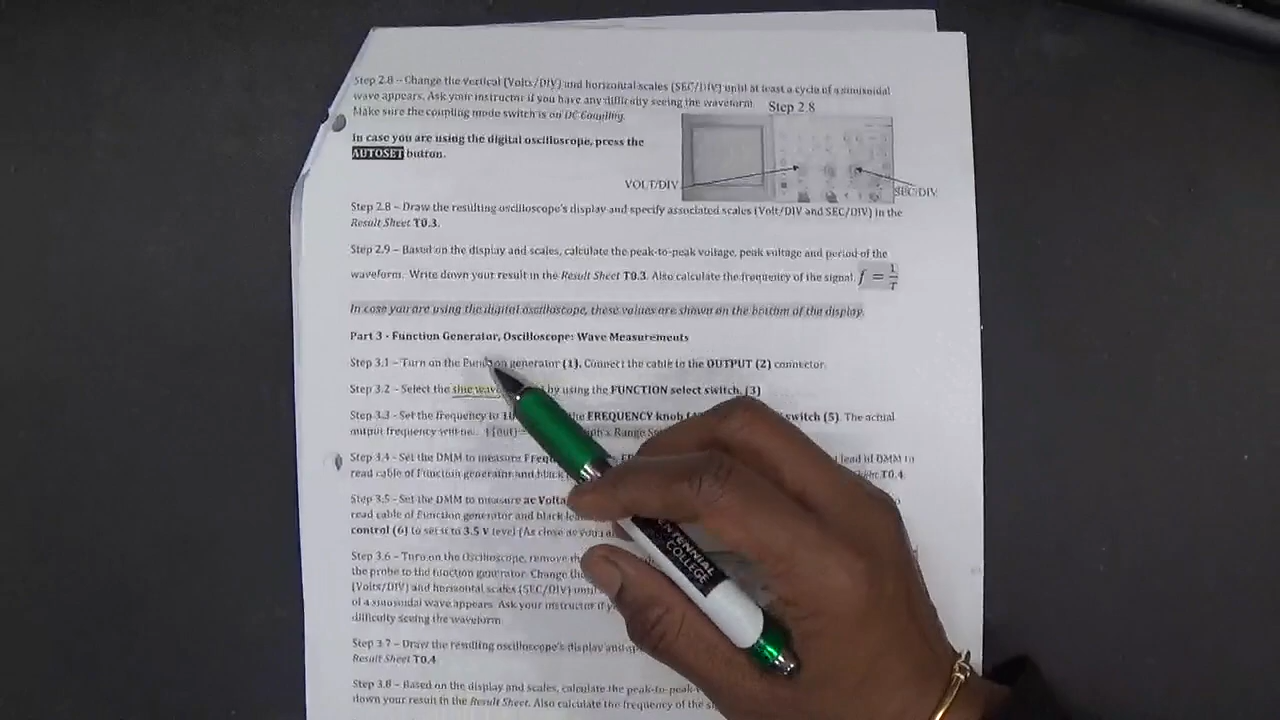 Step 2.8 – Change the vertical (Volts/DIV) and horizontal scales (SEC/DIV) until at least a cycle of a sinusoidal
wave appears. Ask your instructor if you have any difficulty seeing the waveform.
Step 2.8
Make sure the coupling mode switch is on DC Coupling.
In case you are using the digital oscilloscope, press the
AUTOSET button.
VOLT/DIV
SEC/DIV
Step 2.8 – Draw the resulting oscilloscope's display and specify associated scales (Volt/DIV and SEC/DIV) in the
Result Sheet T0.3.
Step 2.9 – Based on the display and scales, calculate the peak-to-peak voltage, peak voltage and period of the
waveform. Write down your result in the Result Sheet T0.3. Also calculate the frequency of the signal. f = 1/T
In case you are using the digital oscilloscope, these values are shown on the bottom of the display.
Part 3 - Function Generator, Oscilloscope: Wave Measurements
Step 3.1 – Turn on the Function generator (1). Connect the cable to the OUTPUT (2) connector.
Step 3.2 – Select the sine wave by using the FUNCTION select switch. (3)
Step 3.3 - Set the frequency to the FREQUENCY knob switch (5). The actual
output frequency will be.. f(out)= Range
Step 3.4 – Set the DMM to measure lead of DMM to
read cable of Function generator and black T0.4
Step 3.5 – Set the DMM to measure ac
read cable of Function generator and black
control (6) to set it to 3.5 V level (As close as you
Step 3.6 – Turn on the Oscilloscope, remove
the probe to the function generator. Change the
(Volts/DIV) and horizontal scales (SEC/DIV) until
of a sinusoidal wave appears. Ask your instructor if
difficulty seeing the waveform.
Step 3.7 – Draw the resulting oscilloscope's display and
Result Sheet T0.4
Step 3.8 – Based on the display and scales, calculate the peak-to-peak
down your result in the Result Sheet. Also calculate the frequency of the
CENTENNIAL
COLLEGE